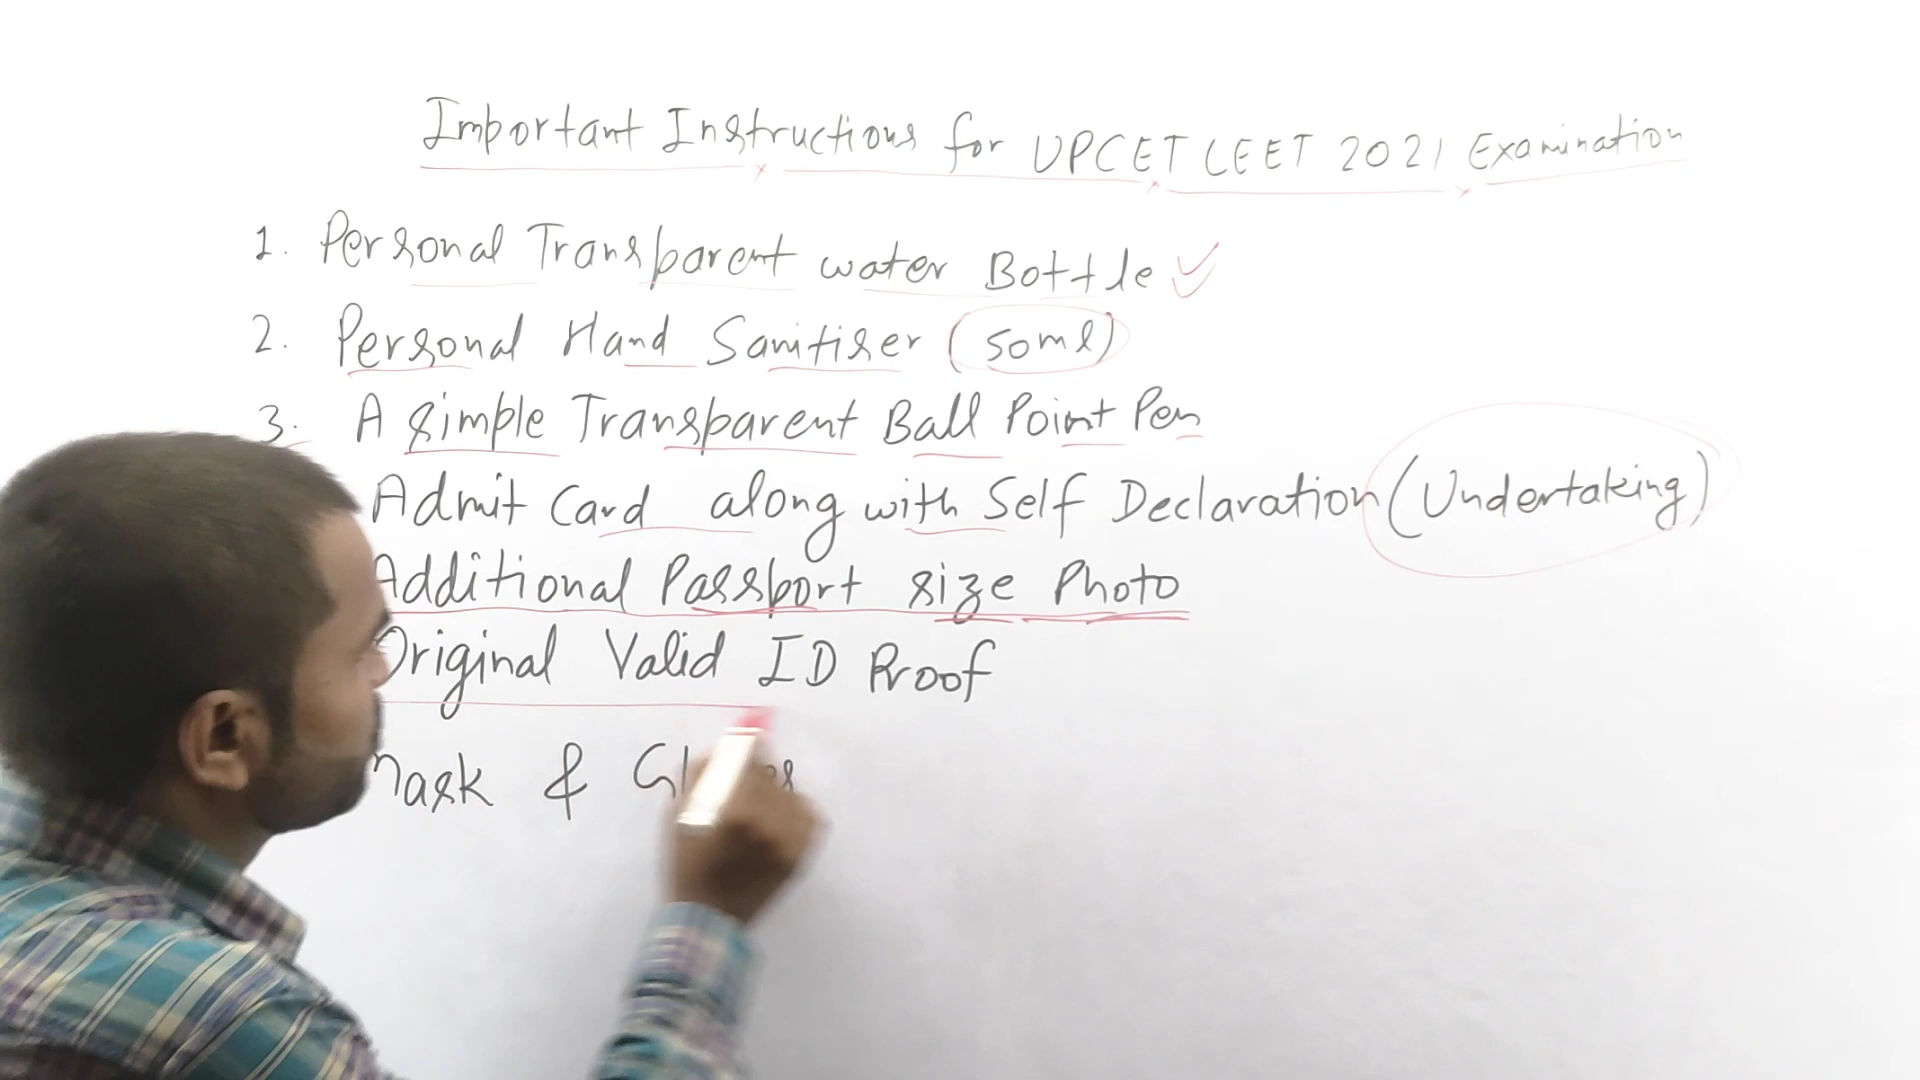 Important Instructions for UPCET LEET 2021 Examination
1. Personal Transparent water Bottle
2. Personal Hand Sanitiser (50ml)
3. A simple Transparent Ball Point Pen
Admit Card along with Self Declaration (Undertaking)
Additional Passport size Photo
Original Valid ID Proof
Mask &